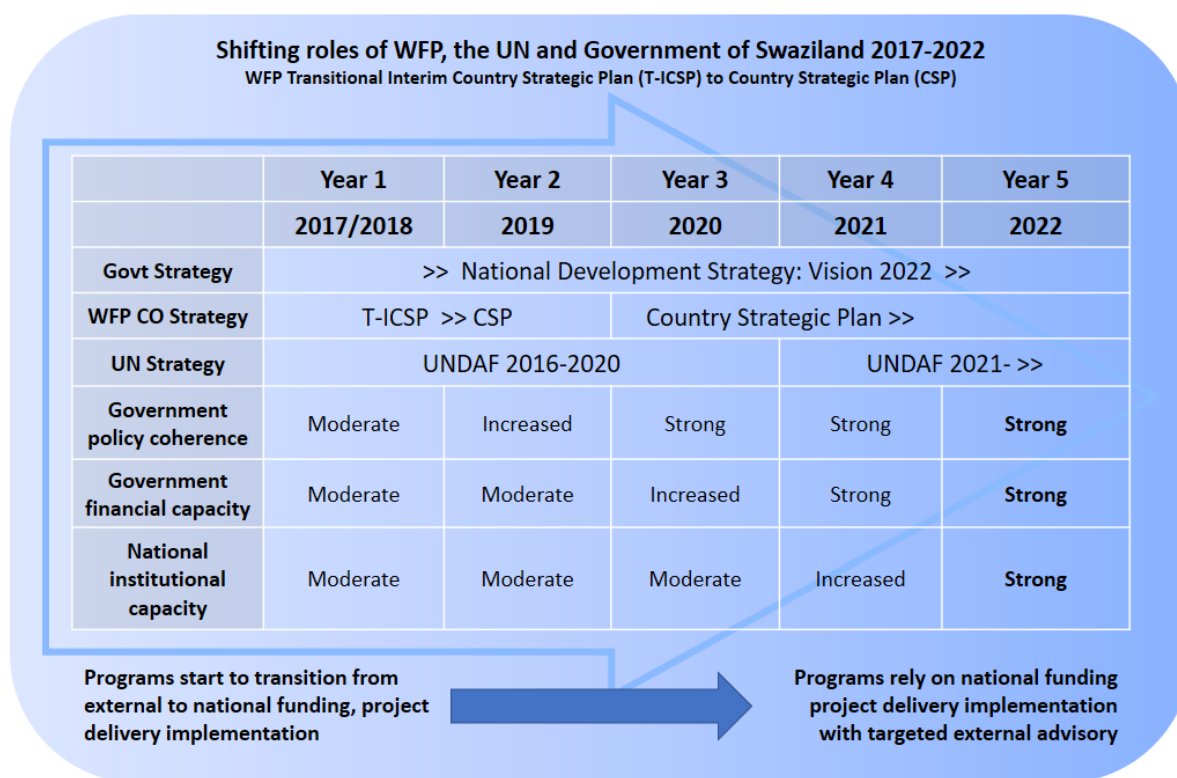 Shifting roles of WFP, the UN and Government of Swaziland 2017-2022
WFP Transitional Interim Country Strategic Plan (T-ICSP) to Country Strategic Plan (CSP)
Year 1 Year 2 Year 3 Year 4 Year 5
2017/2018 2019 2020 2021 2022
Govt Strategy >> National Development Strategy: Vision 2022 >>
WFP CO Strategy T-ICSP >> CSP Country Strategic Plan >>
UN Strategy UNDAF 2016-2020 UNDAF 2021- >>
Government
policy coherence Moderate Increased Strong Strong Strong
Government
financial capacity Moderate Moderate Increased Strong Strong
National
institutional
capacity Moderate Moderate Moderate Increased Strong
Programs start to transition from
external to national funding, project
delivery implementation
Programs rely on national funding
project delivery implementation
with targeted external advisory